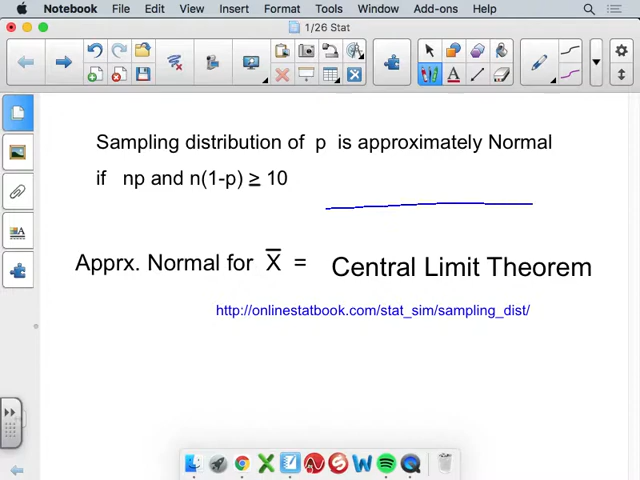 Notebook File Edit View Insert Format Tools Window Add-ons Help
1/26 Stat
Sampling distribution of p is approximately Normal
if np and n(1-p) ≥ 10
Apprx. Normal for X̅ = Central Limit Theorem
http://onlinestatbook.com/stat_sim/sampling_dist/